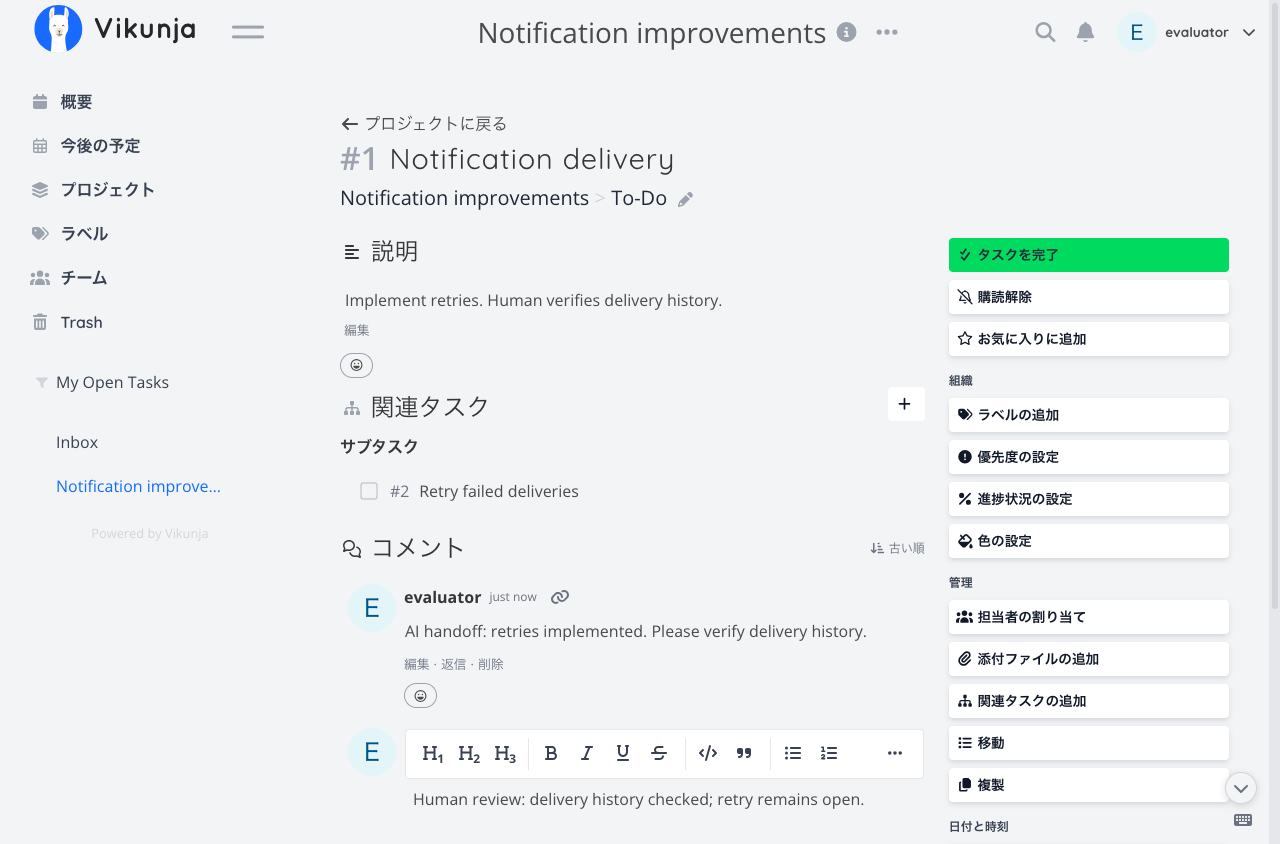 Vikunja
Notification improvements
E evaluator
概要
今後の予定
プロジェクト
ラベル
チーム
Trash
My Open Tasks
Inbox
Notification improve...
Powered by Vikunja
プロジェクトに戻る
#1 Notification delivery
Notification improvements > To-Do
説明
Implement retries. Human verifies delivery history.
編集
関連タスク
サブタスク
#2 Retry failed deliveries
コメント
古い順
E evaluator just now
AI handoff: retries implemented. Please verify delivery history.
編集 · 返信 · 削除
E
H1 H2 H3 B I U S
Human review: delivery history checked; retry remains open.
タスクを完了
購読解除
お気に入りに追加
組織
ラベルの追加
優先度の設定
進捗状況の設定
色の設定
管理
担当者の割り当て
添付ファイルの追加
関連タスクの追加
移動
複製
日付と時刻